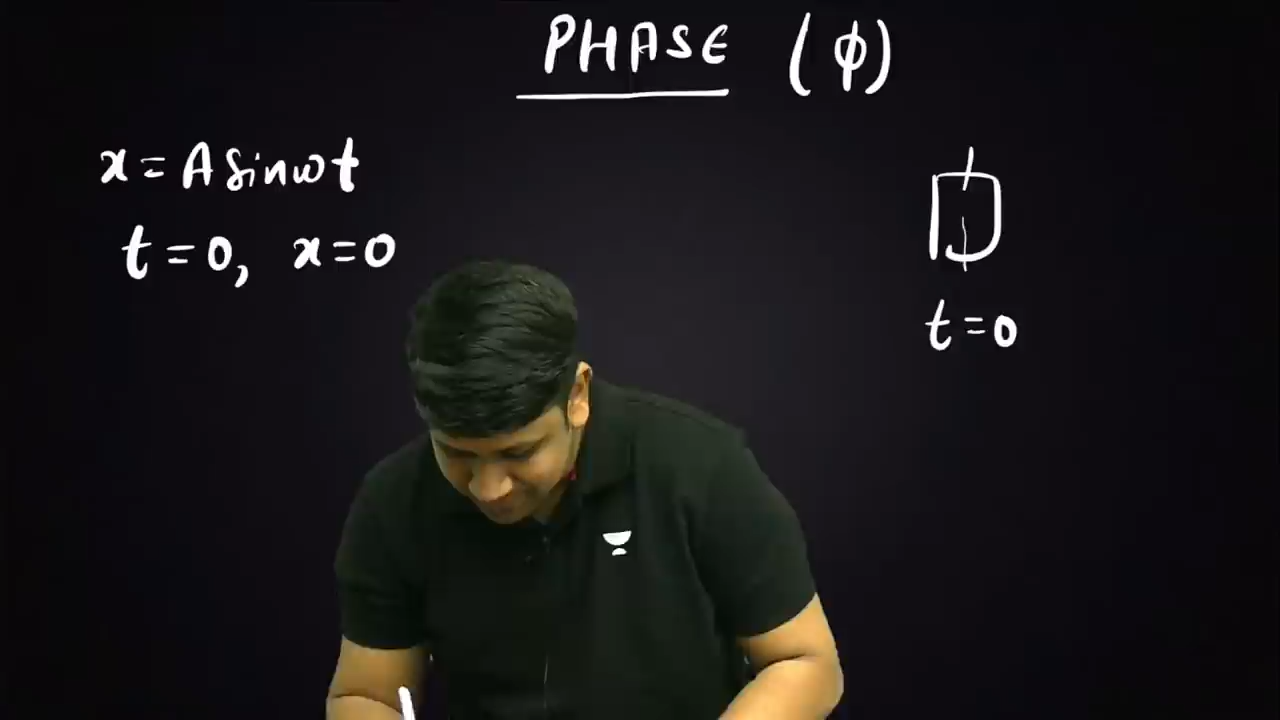 PHASE (ϕ)
x = A sinωt
t = 0, x = 0
t = 0